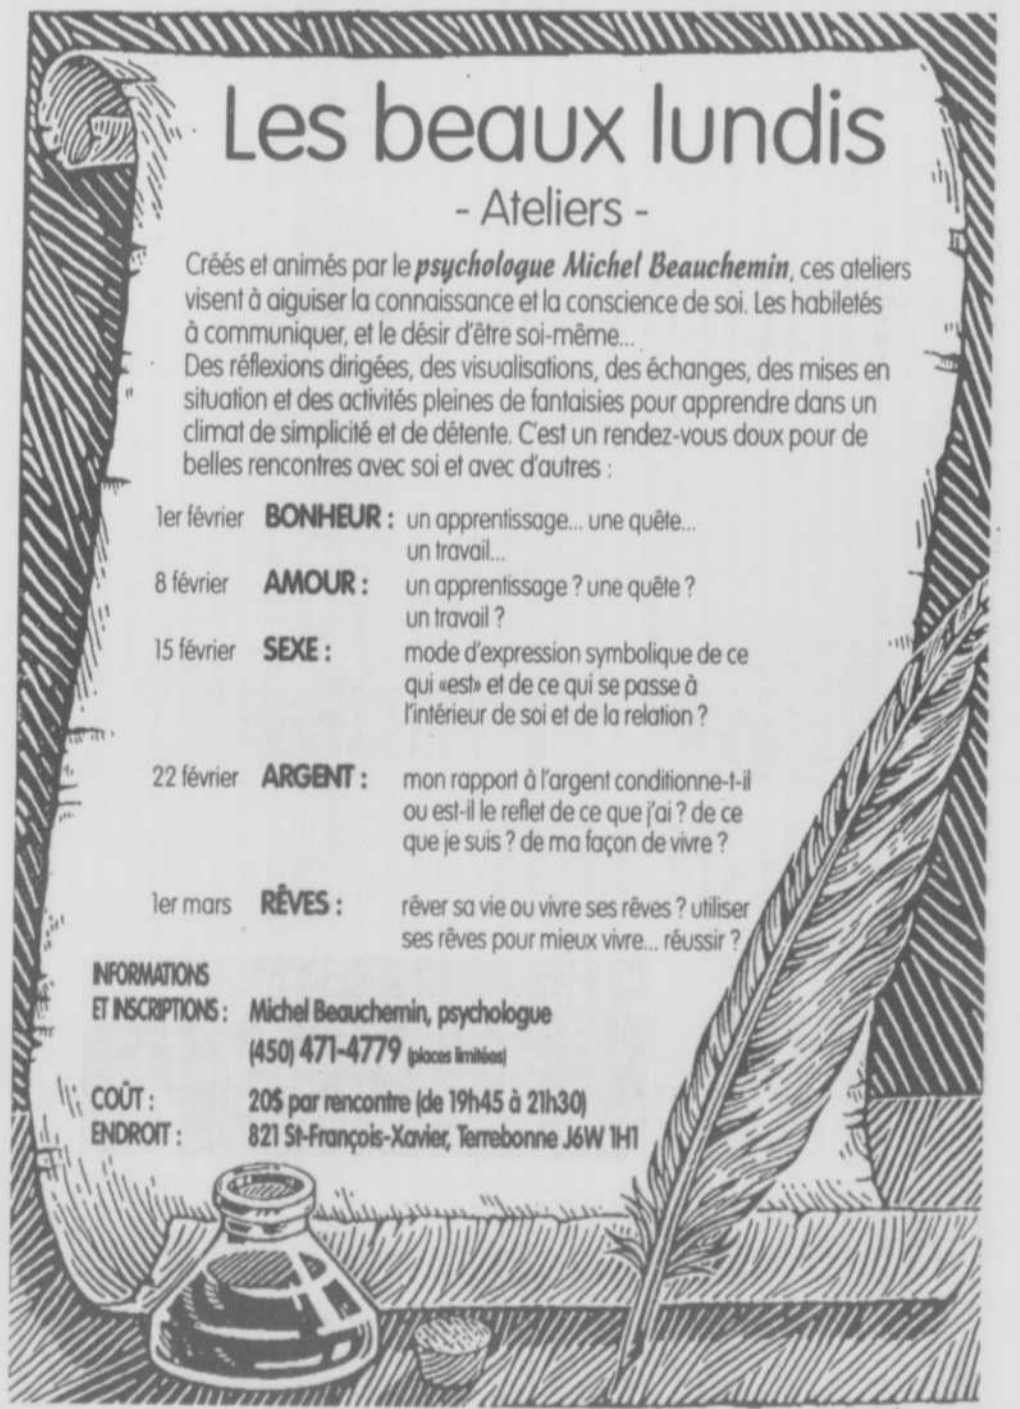 Les beaux lundis
- Ateliers -
Créés et animés par le psychologue Michel Beauchemin, ces ateliers
visent à aiguiser la connaissance et la conscience de soi. Les habiletés
à communiquer, et le désir d'être soi-même...
Des réflexions dirigées, des visualisations, des échanges, des mises en
situation et des activités pleines de fantaisies pour apprendre dans un
climat de simplicité et de détente. C'est un rendez-vous doux pour de
belles rencontres avec soi et avec d'autres :
1er février BONHEUR : un apprentissage... une quête...
un travail...
8 février AMOUR : un apprentissage ? une quête ?
un travail ?
15 février SEXE : mode d'expression symbolique de ce
qui «est» et de ce qui se passe à
l'intérieur de soi et de la relation ?
22 février ARGENT : mon rapport à l'argent conditionne-t-il
ou est-il le reflet de ce que j'ai ? de ce
que je suis ? de ma façon de vivre ?
1er mars RÊVES : rêver sa vie ou vivre ses rêves ? utiliser
ses rêves pour mieux vivre... réussir ?
INFORMATIONS
ET INSCRIPTIONS : Michel Beauchemin, psychologue
(450) 471-4779 (places limitées)
COÛT : 20$ par rencontre (de 19h45 à 21h30)
ENDROIT : 821 St-François-Xavier, Terrebonne J6W 1H1